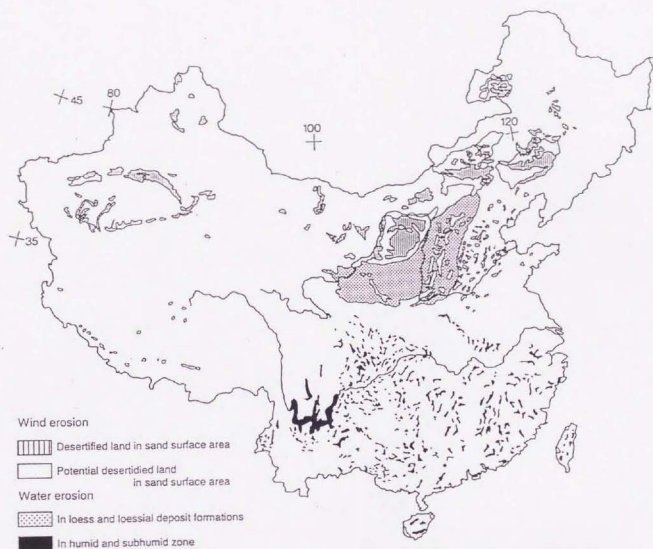 45
80
100
120
35
Wind erosion
Desertified land in sand surface area
Potential desertidied land
in sand surface area
Water erosion
In loess and loessial deposit formations
In humid and subhumid zone